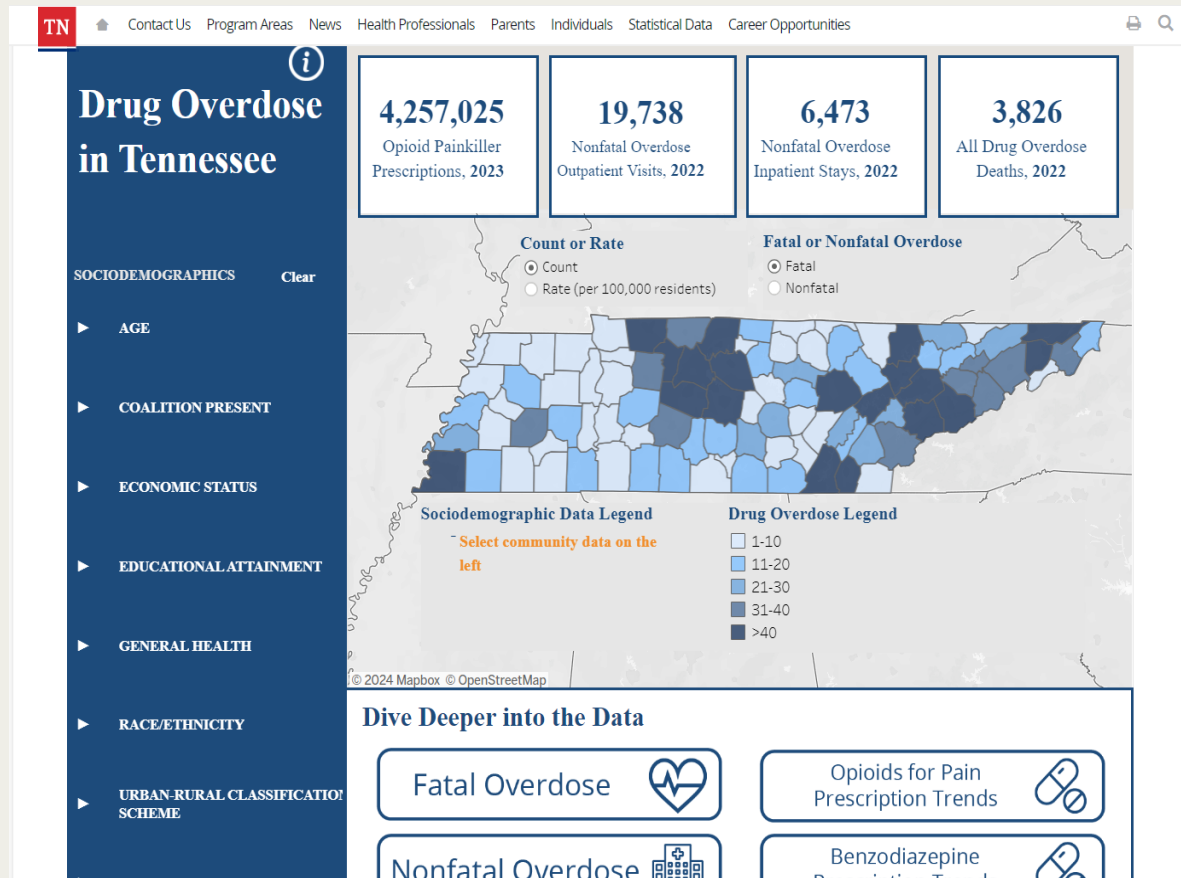 TN
Contact Us Program Areas News Health Professionals Parents Individuals Statistical Data Career Opportunities
i
Drug Overdose
in Tennessee
4,257,025
Opioid Painkiller
Prescriptions, 2023
19,738
Nonfatal Overdose
Outpatient Visits, 2022
6,473
Nonfatal Overdose
Inpatient Stays, 2022
3,826
All Drug Overdose
Deaths, 2022
SOCIODEMOGRAPHICS Clear
AGE
COALITION PRESENT
ECONOMIC STATUS
EDUCATIONAL ATTAINMENT
GENERAL HEALTH
RACE/ETHNICITY
URBAN-RURAL CLASSIFICATION
SCHEME
Count or Rate
Count
Rate (per 100,000 residents)
Fatal or Nonfatal Overdose
Fatal
Nonfatal
Sociodemographic Data Legend
Select community data on the
left
Drug Overdose Legend
1-10
11-20
21-30
31-40
>40
© 2024 Mapbox © OpenStreetMap
Dive Deeper into the Data
Fatal Overdose
Opioids for Pain
Prescription Trends
Nonfatal Overdose
Benzodiazepine